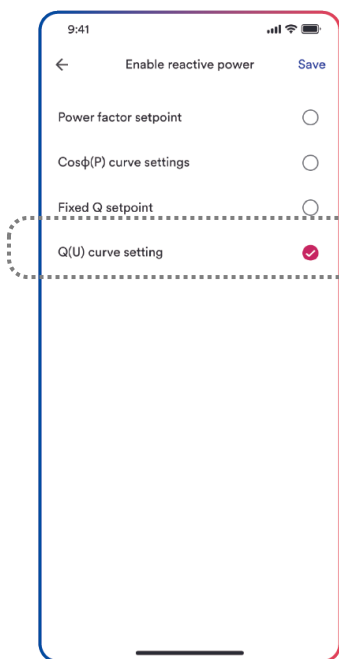 9:41
Enable reactive power Save
Power factor setpoint
Cosφ(P) curve settings
Fixed Q setpoint
Q(U) curve setting